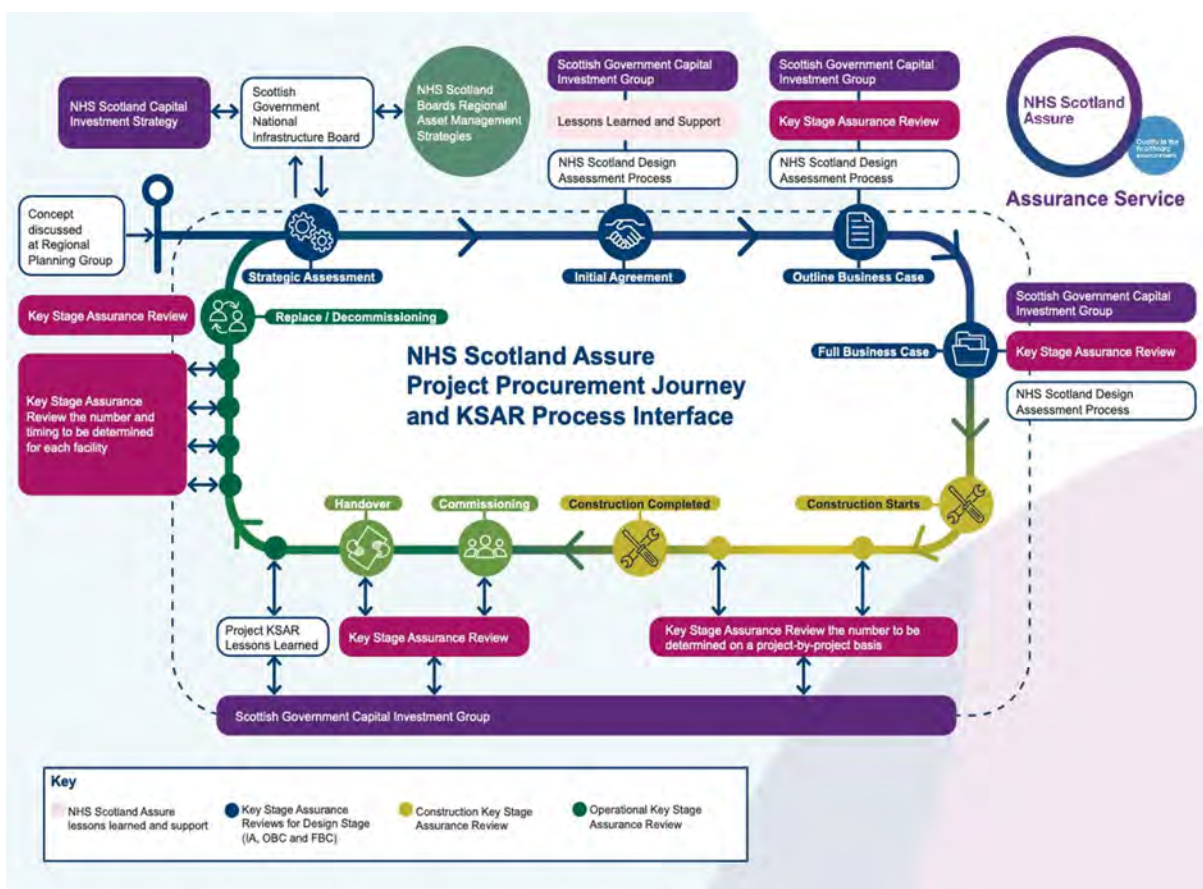 NHS Scotland Capital
Investment Strategy
Scottish
Government
National
Infrastructure Board
NHS Scotland
Boards Regional
Asset Management
Strategies
Scottish Government Capital
Investment Group
Lessons Learned and Support
NHS Scotland Design
Assessment Process
Scottish Government Capital
Investment Group
Key Stage Assurance Review
NHS Scotland Design
Assessment Process
NHS Scotland
Assure
Quality in the
healthcare
environment
Assurance Service
Concept
discussed
at Regional
Planning Group
Strategic Assessment
Initial Agreement
Outline Business Case
Key Stage Assurance Review
Replace / Decommissioning
Scottish Government Capital
Investment Group
Full Business Case
Key Stage Assurance Review
NHS Scotland Design
Assessment Process
NHS Scotland Assure
Project Procurement Journey
and KSAR Process Interface
Key Stage Assurance
Review the number and
timing to be determined
for each facility
Handover
Commissioning
Construction Completed
Construction Starts
Project KSAR
Lessons Learned
Key Stage Assurance Review
Key Stage Assurance Review the number to be
determined on a project-by-project basis
Scottish Government Capital Investment Group
Key
NHS Scotland Assure
lessons learned and support
Key Stage Assurance
Reviews for Design Stage
(IA, OBC and FBC)
Construction Key Stage
Assurance Review
Operational Key Stage
Assurance Review